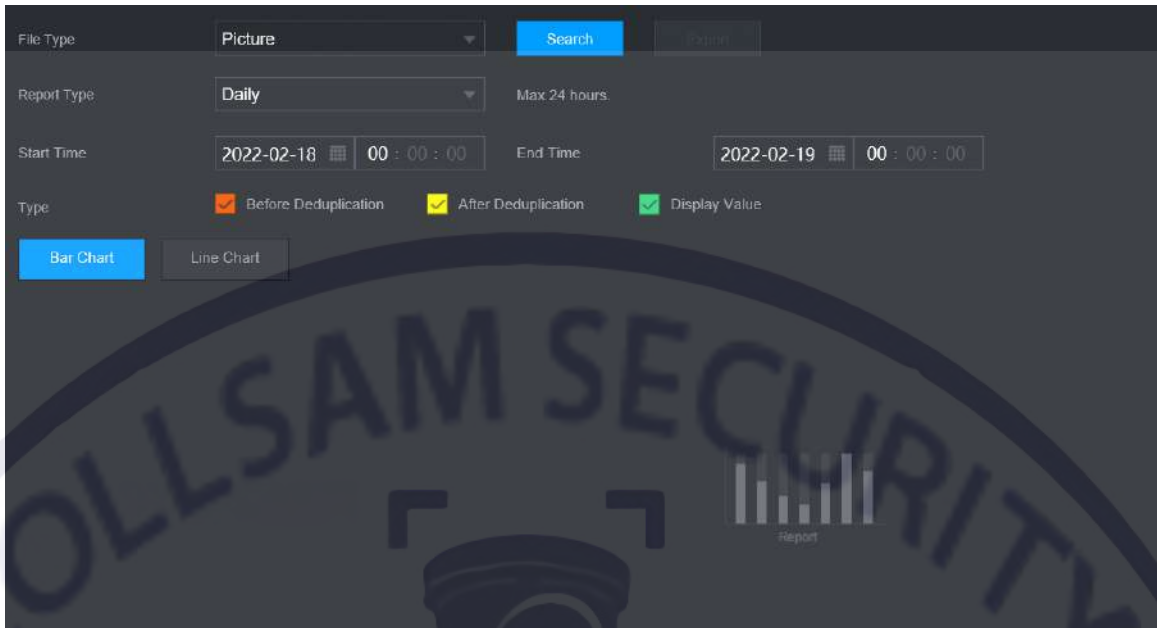 File Type Picture Search Export
Report Type Daily Max 24 hours.
Start Time 2022-02-18 00 : 00 : 00 End Time 2022-02-19 00 : 00 : 00
Type Before Deduplication After Deduplication Display Value
Bar Chart Line Chart
OLLSAM SECURITY
Report